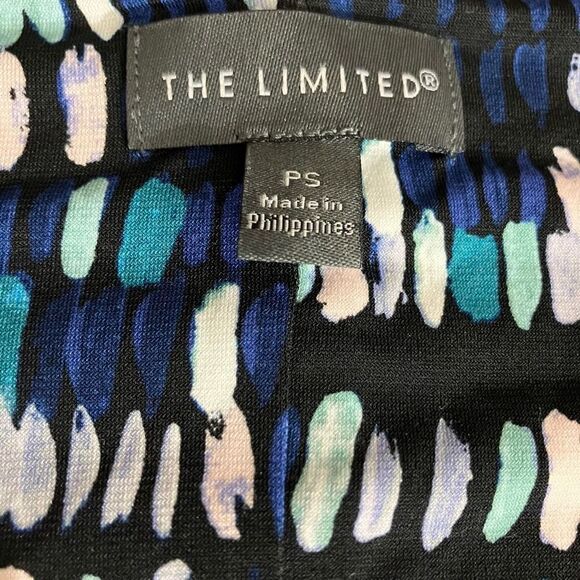 THE LIMITED®
PS
Made in
Philippines